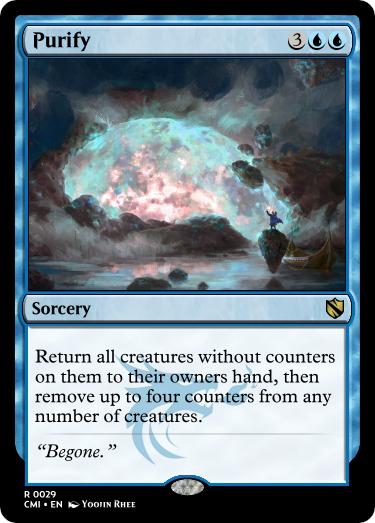 Purify 3
Sorcery
Return all creatures without counters
on them to their owners hand, then
remove up to four counters from any
number of creatures.
“Begone.”
R 0029
CMI • EN Yoojin Rhee